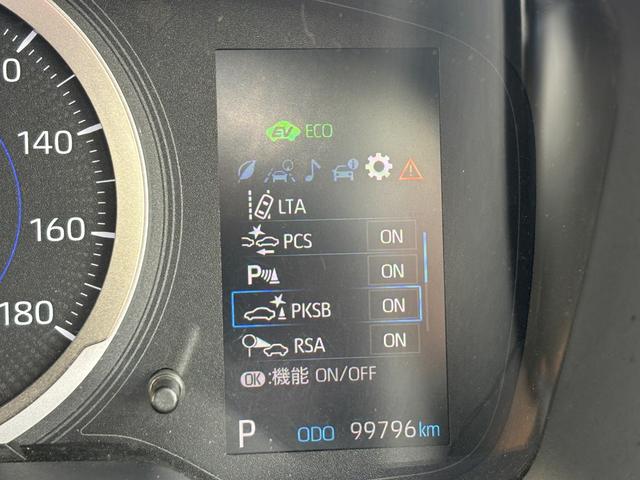 EV ECO
140
LTA
160
PCS ON
P ON
180
PKSB ON
RSA ON
OK:機能 ON/OFF
P ODO 99796 km